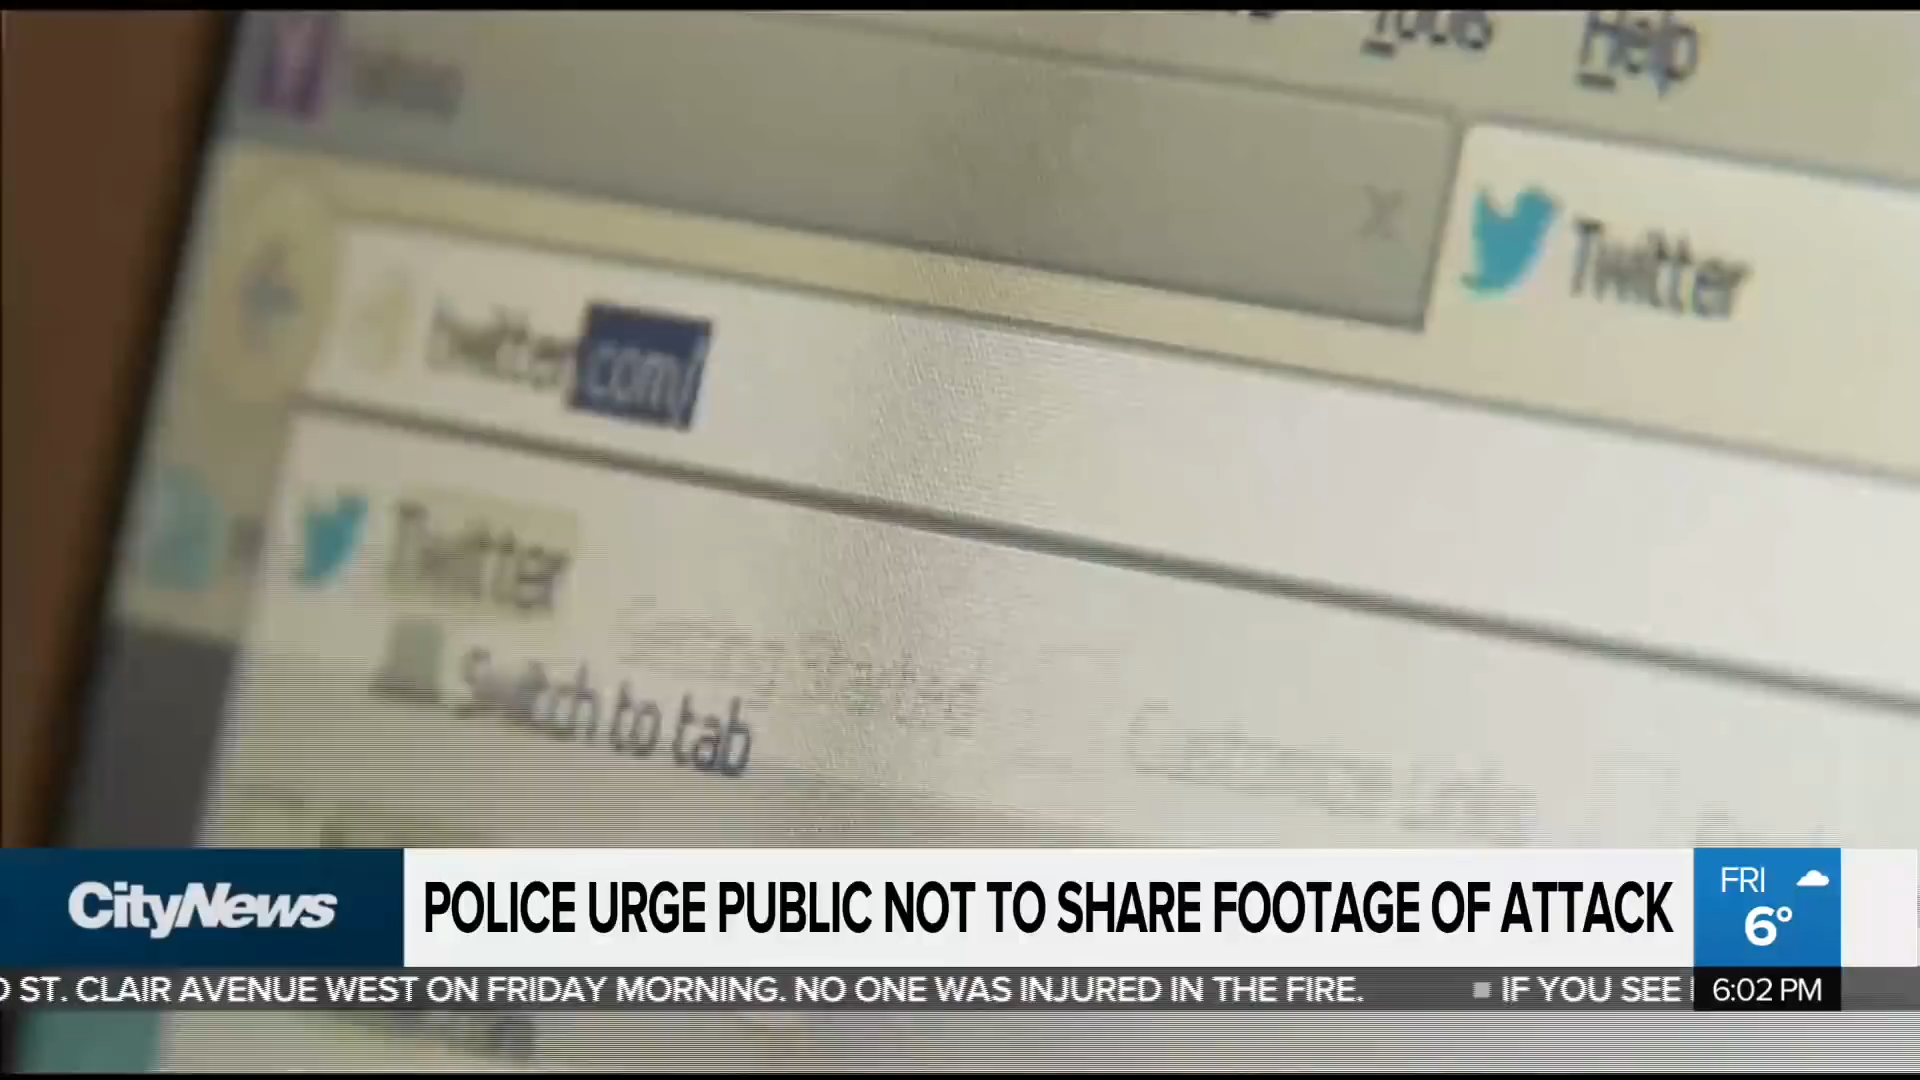 Tools Help
Twitter
twitter.com/
Twitter
switch to tab
Customize Links
CityNews
POLICE URGE PUBLIC NOT TO SHARE FOOTAGE OF ATTACK
FRI
6°
ST. CLAIR AVENUE WEST ON FRIDAY MORNING. NO ONE WAS INJURED IN THE FIRE. ■ IF YOU SEE
6:02 PM